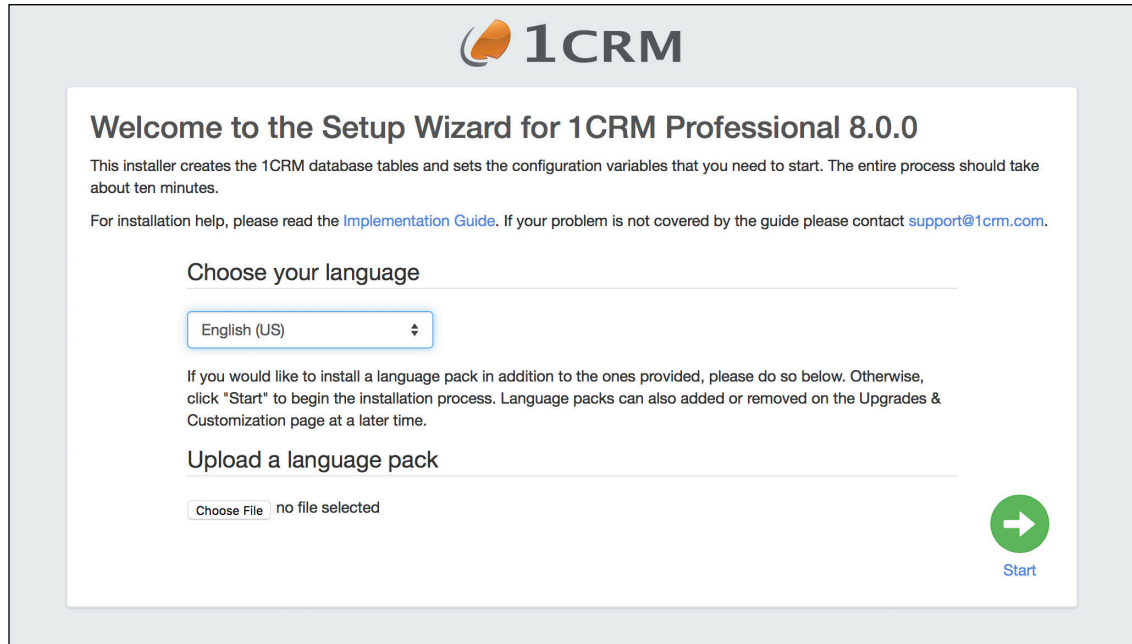 1CRM
Welcome to the Setup Wizard for 1CRM Professional 8.0.0
This installer creates the 1CRM database tables and sets the configuration variables that you need to start. The entire process should take
about ten minutes.
For installation help, please read the Implementation Guide. If your problem is not covered by the guide please contact support@1crm.com.
Choose your language
English (US)
If you would like to install a language pack in addition to the ones provided, please do so below. Otherwise,
click "Start" to begin the installation process. Language packs can also added or removed on the Upgrades &
Customization page at a later time.
Upload a language pack
Choose File no file selected
Start